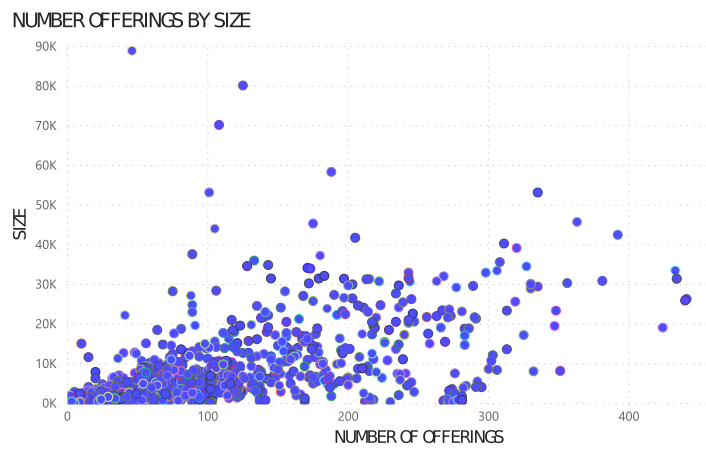 NUMBER OFFERINGS BY SIZE
90K
80K
70K
60K
50K
40K
30K
20K
10K
0K
SIZE
0 100 200 300 400
NUMBER OF OFFERINGS